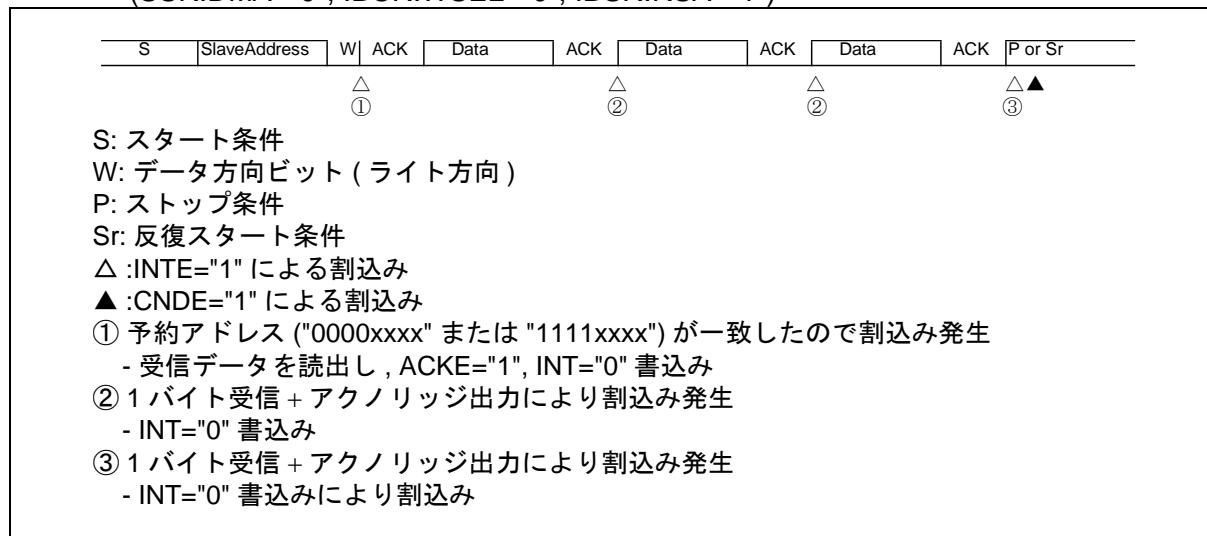 S SlaveAddress W ACK Data ACK Data ACK Data ACK P or Sr
△ △ △ △▲
① ② ② ③
S: スタート条件
W: データ方向ビット ( ライト方向 )
P: ストップ条件
Sr: 反復スタート条件
△ :INTE="1" による割込み
▲ :CNDE="1" による割込み
① 予約アドレス ("0000xxxx" または "1111xxxx") が一致したので割込み発生
- 受信データを読出し , ACKE="1", INT="0" 書込み
② 1 バイト受信 + アクノリッジ出力により割込み発生
- INT="0" 書込み
③ 1 バイト受信 + アクノリッジ出力により割込み発生
- INT="0" 書込みにより割込み